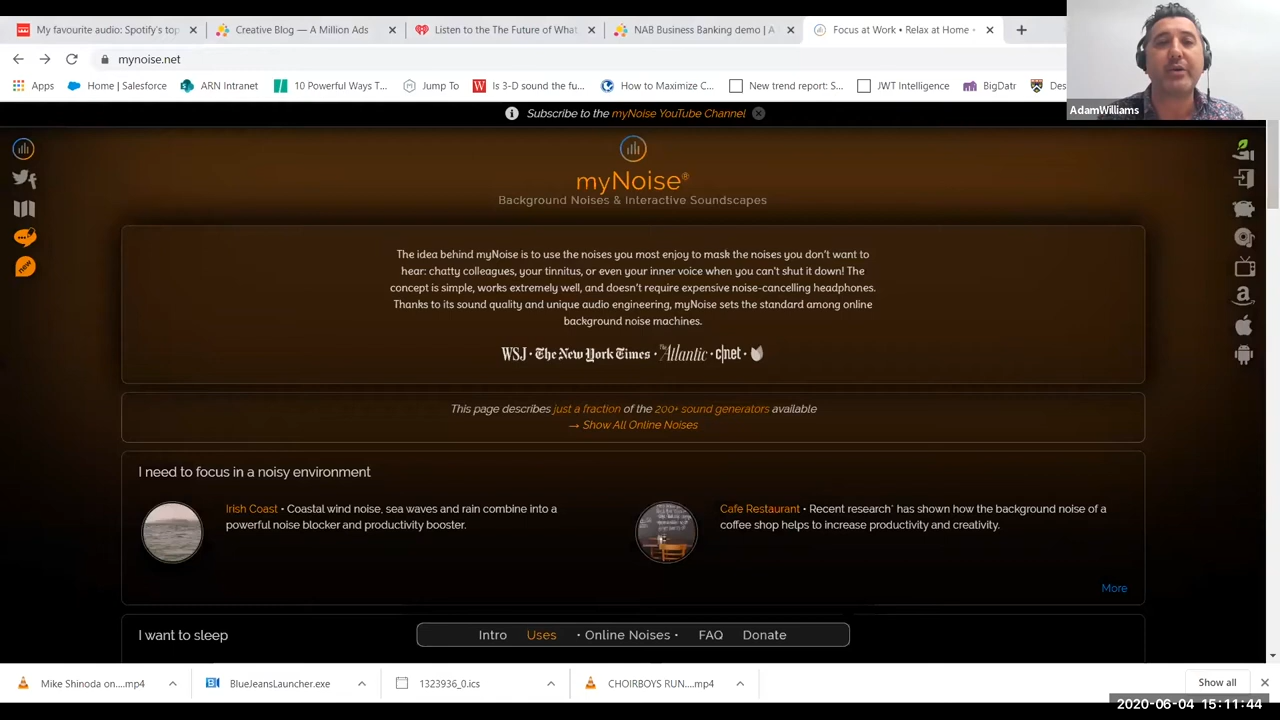 My favourite audio: Spotify's top
Creative Blog — A Million Ads
Listen to the The Future of What
NAB Business Banking demo | A
Focus at Work • Relax at Home •
mynoise.net
Apps
Home | Salesforce
ARN Intranet
10 Powerful Ways T...
Jump To
Is 3-D sound the fu...
How to Maximize C...
New trend report: S...
JWT Intelligence
BigDatr
Des
AdamWilliams
Subscribe to the myNoise YouTube Channel
myNoise®
Background Noises & Interactive Soundscapes
The idea behind myNoise is to use the noises you most enjoy to mask the noises you don't want to
hear: chatty colleagues, your tinnitus, or even your inner voice when you can't shut it down! The
concept is simple, works extremely well, and doesn't require expensive noise-cancelling headphones.
Thanks to its sound quality and unique audio engineering, myNoise sets the standard among online
background noise machines.
WSJ • The New York Times • The Atlantic • c|net •
This page describes just a fraction of the 200+ sound generators available
→ Show All Online Noises
I need to focus in a noisy environment
Irish Coast • Coastal wind noise, sea waves and rain combine into a
powerful noise blocker and productivity booster.
Cafe Restaurant • Recent research* has shown how the background noise of a
coffee shop helps to increase productivity and creativity.
More
I want to sleep
Intro
Uses
• Online Noises •
FAQ
Donate
new
Mike Shinoda on....mp4
BlueJeansLauncher.exe
1323936_0.ics
CHOIRBOYS RUN....mp4
Show all
2020-06-04 15:11:44